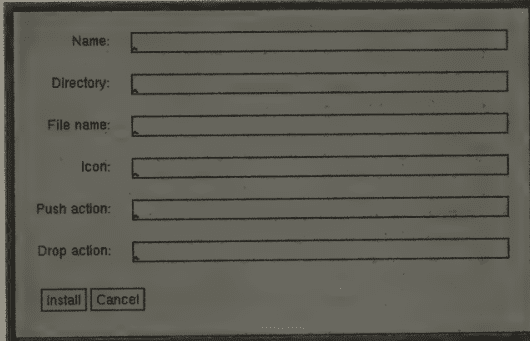 Name:
Directory:
File name:
Icon:
Push action:
Drop action:
Install Cancel